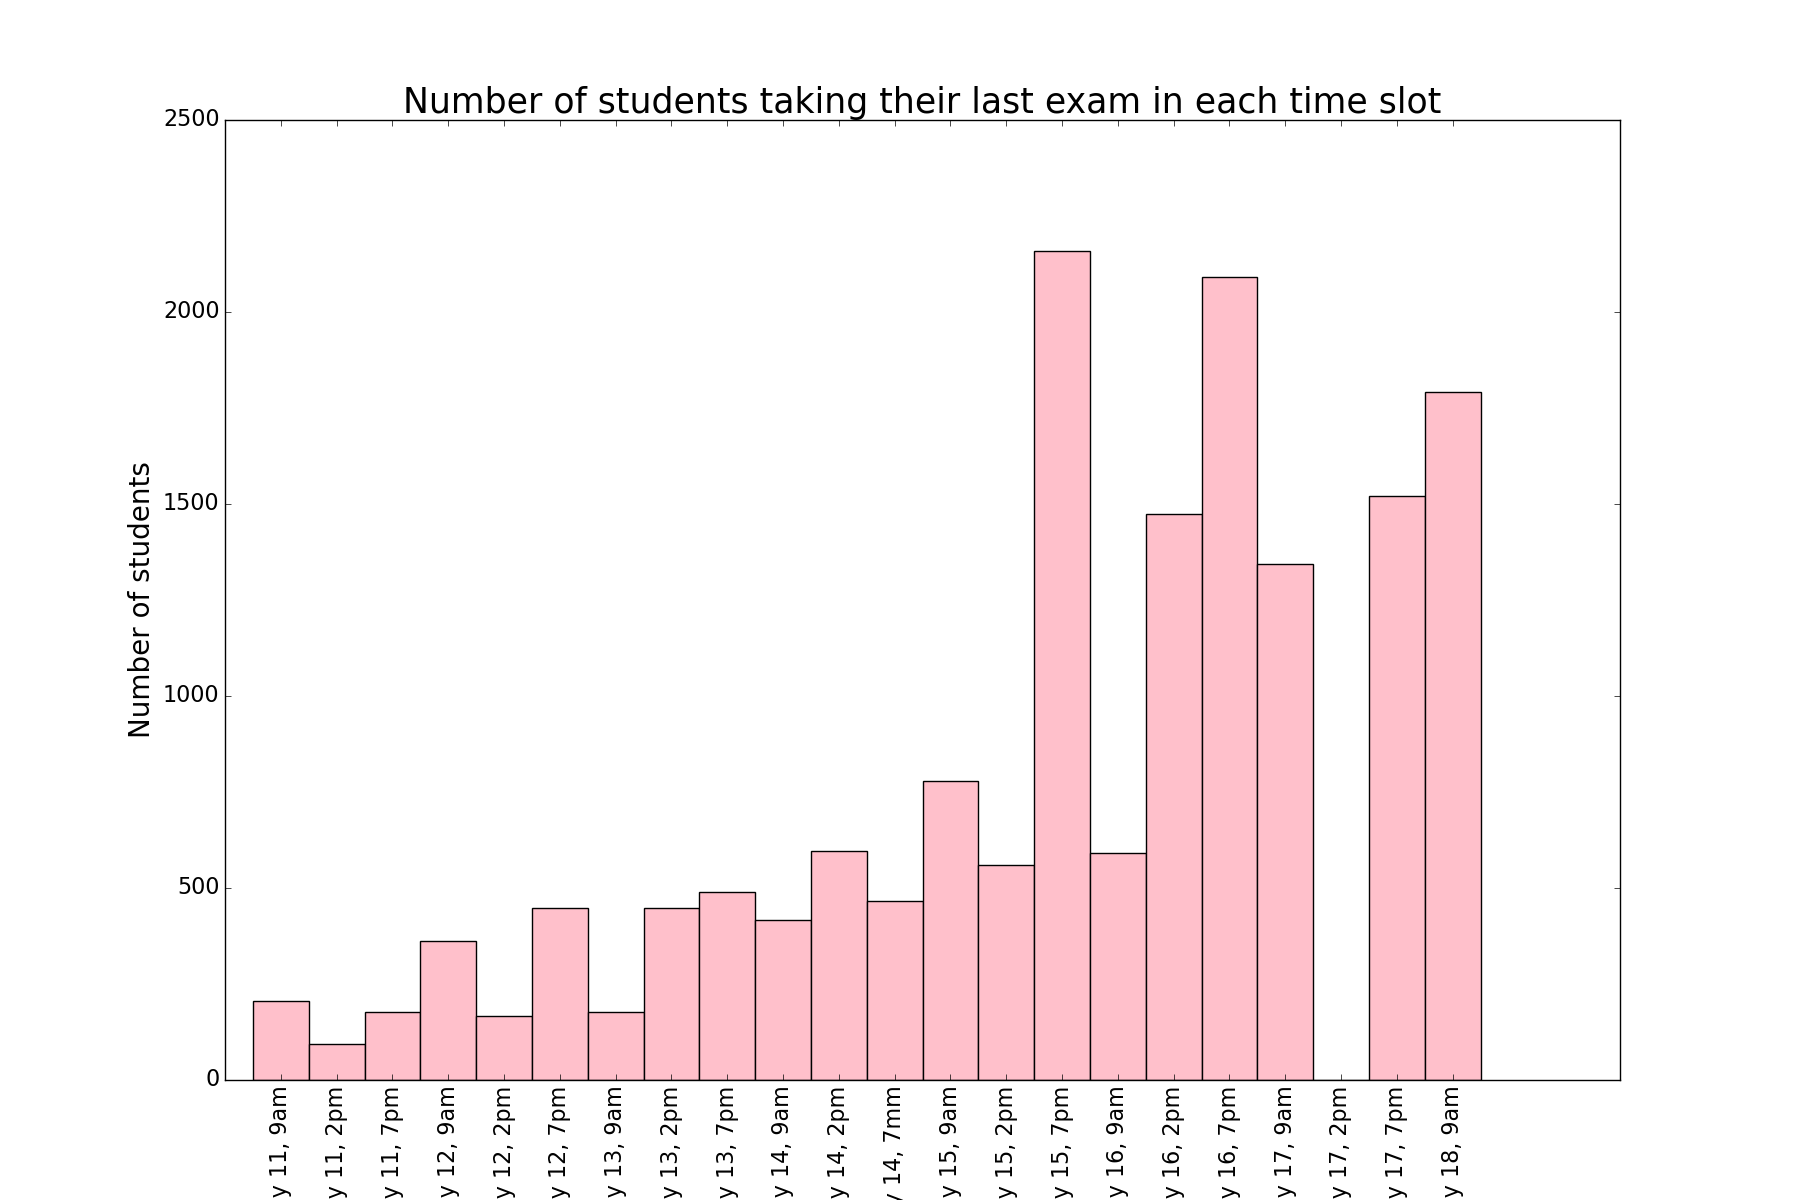 Number of students taking their last exam in each time slot
Number of students
2500
2000
1500
1000
500
0
y 11, 9am
y 11, 2pm
y 11, 7pm
y 12, 9am
y 12, 2pm
y 12, 7pm
y 13, 9am
y 13, 2pm
y 13, 7pm
y 14, 9am
y 14, 2pm
y 14, 7mm
y 15, 9am
y 15, 2pm
y 15, 7pm
y 16, 9am
y 16, 2pm
y 16, 7pm
y 17, 9am
y 17, 2pm
y 17, 7pm
y 18, 9am